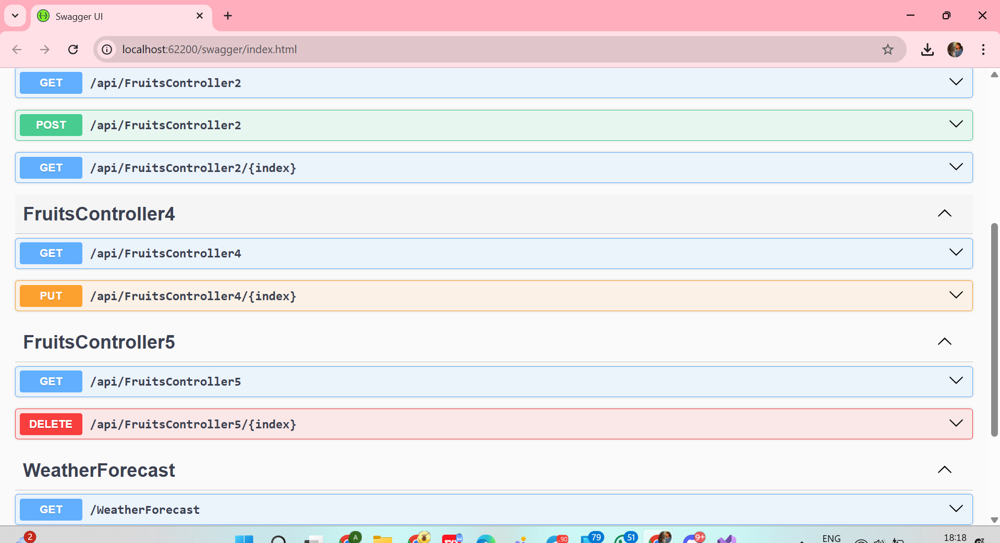 Swagger UI
localhost:62200/swagger/index.html
GET /api/FruitsController2
POST /api/FruitsController2
GET /api/FruitsController2/{index}
FruitsController4
GET /api/FruitsController4
PUT /api/FruitsController4/{index}
FruitsController5
GET /api/FruitsController5
DELETE /api/FruitsController5/{index}
WeatherForecast
GET /WeatherForecast
2
A
79
51
9+
ENG
18:18